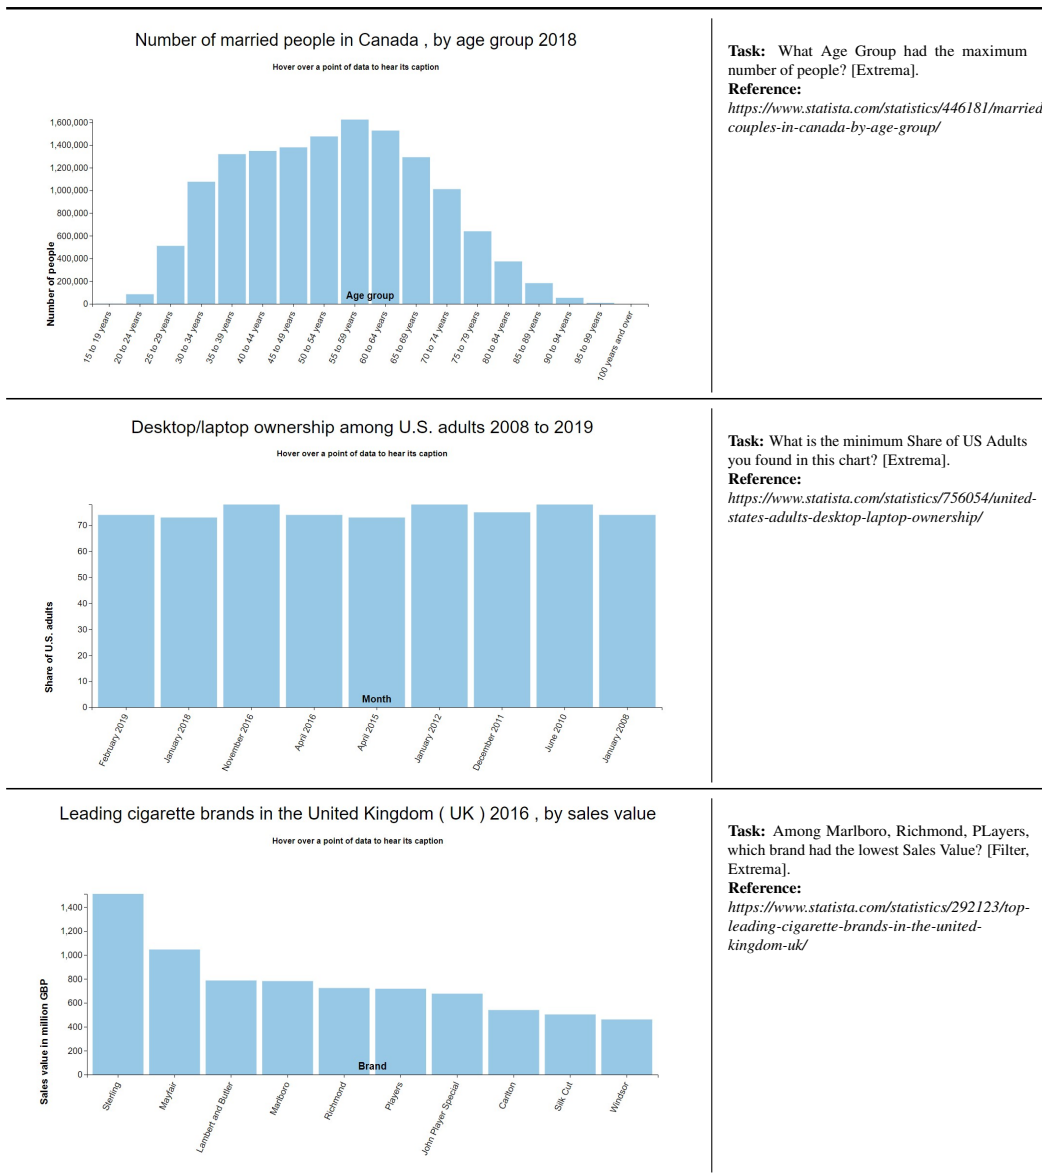 Number of married people in Canada , by age group 2018
Hover over a point of data to hear its caption
Number of people
1,600,000
1,400,000
1,200,000
1,000,000
800,000
600,000
400,000
200,000
0
Age group
15 to 19 years
20 to 24 years
25 to 29 years
30 to 34 years
35 to 39 years
40 to 44 years
45 to 49 years
50 to 54 years
55 to 59 years
60 to 64 years
65 to 69 years
70 to 74 years
75 to 79 years
80 to 84 years
85 to 89 years
90 to 94 years
95 to 99 years
100 years and over
Task: What Age Group had the maximum
number of people? [Extrema].
Reference:
https://www.statista.com/statistics/446181/married
couples-in-canada-by-age-group/
Desktop/laptop ownership among U.S. adults 2008 to 2019
Hover over a point of data to hear its caption
Share of U.S. adults
70
60
50
40
30
20
10
0
Month
February 2019
January 2018
November 2016
April 2016
April 2015
January 2012
December 2011
June 2010
January 2008
Task: What is the minimum Share of US Adults
you found in this chart? [Extrema].
Reference:
https://www.statista.com/statistics/756054/united-
states-adults-desktop-laptop-ownership/
Leading cigarette brands in the United Kingdom ( UK ) 2016 , by sales value
Hover over a point of data to hear its caption
Sales value in million GBP
1,400
1,200
1,000
800
600
400
200
0
Brand
Sterling
Mayfair
Lambert and Butler
Marlboro
Richmond
Players
John Player Special
Carlton
Silk Cut
Windsor
Task: Among Marlboro, Richmond, PLayers,
which brand had the lowest Sales Value? [Filter,
Extrema].
Reference:
https://www.statista.com/statistics/292123/top-
leading-cigarette-brands-in-the-united-
kingdom-uk/